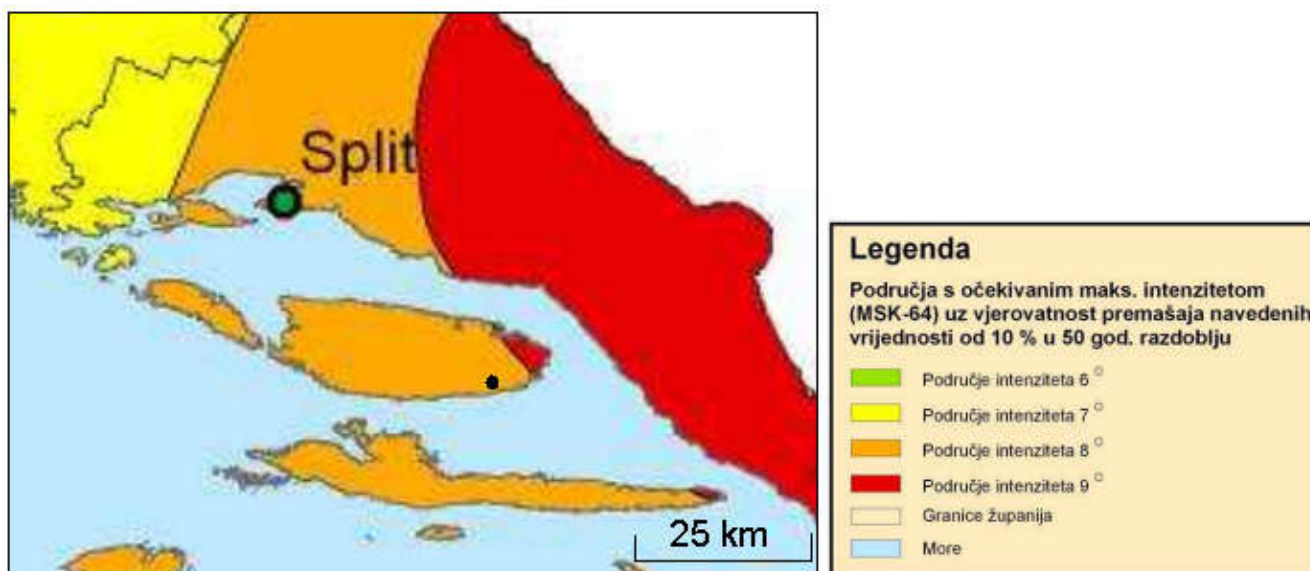 Split
25 km
Legenda
Područja s očekivanim maks. intenzitetom
(MSK-64) uz vjerovatnost premašaja navedenih
vrijednosti od 10 % u 50 god. razdoblju
Područje intenziteta 6 °
Područje intenziteta 7 °
Područje intenziteta 8 °
Područje intenziteta 9 °
Granice županija
More